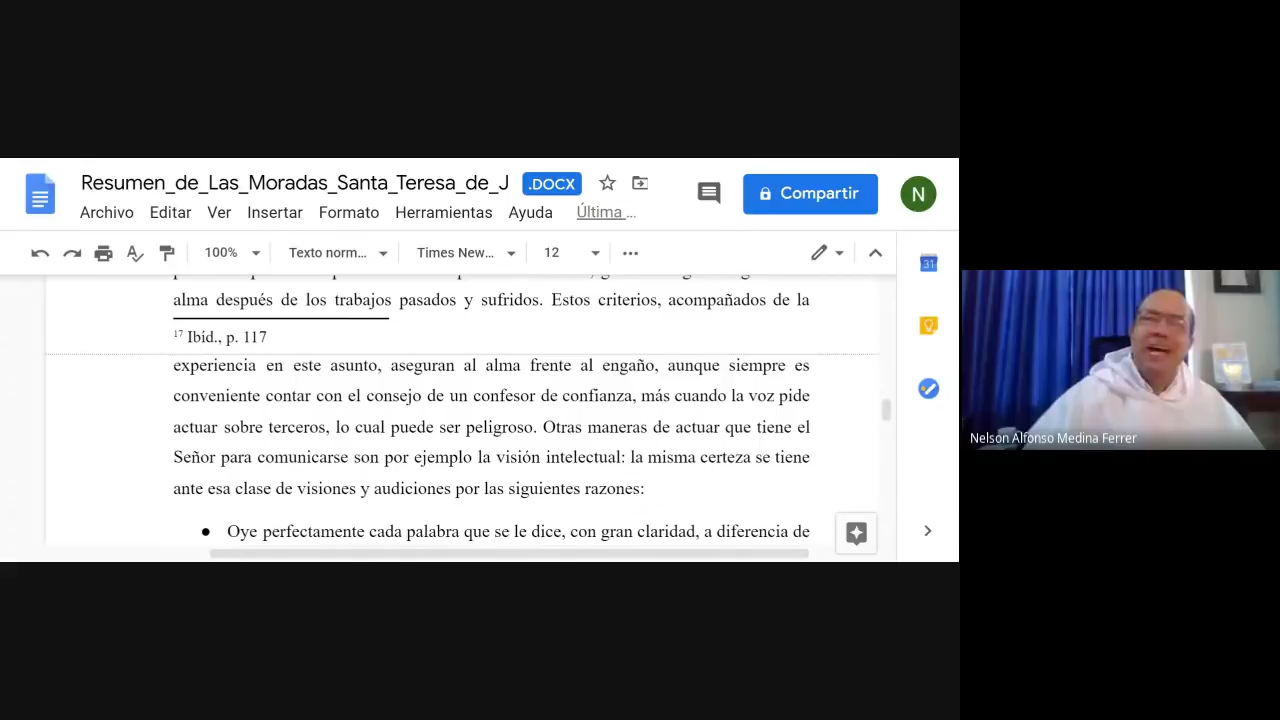 Resumen_de_Las_Moradas_Santa_Teresa_de_J .DOCX
Compartir
N
Archivo Editar Ver Insertar Formato Herramientas Ayuda Última ...
100% Texto norm... Times New... 12
31
alma después de los trabajos pasados y sufridos. Estos criterios, acompañados de la
17 Ibíd., p. 117
experiencia en este asunto, aseguran al alma frente al engaño, aunque siempre es
conveniente contar con el consejo de un confesor de confianza, más cuando la voz pide
actuar sobre terceros, lo cual puede ser peligroso. Otras maneras de actuar que tiene el
Señor para comunicarse son por ejemplo la visión intelectual: la misma certeza se tiene
ante esa clase de visiones y audiciones por las siguientes razones:
● Oye perfectamente cada palabra que se le dice, con gran claridad, a diferencia de
Nelson Alfonso Medina Ferrer